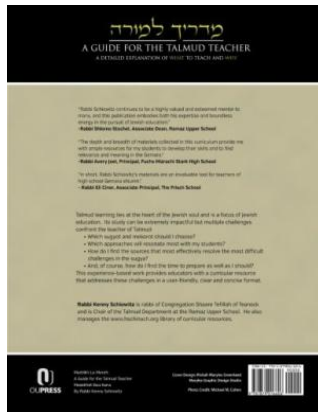 מדריך למורה
A GUIDE FOR THE TALMUD TEACHER
A DETAILED EXPLANATION OF WHAT TO TEACH AND WHY
"Rabbi Schiowitz continues to be a highly valued and esteemed mentor to
many, and this publication embodies both his expertise and boundless
energy in the pursuit of Jewish education."
-Rabbi Shlomo Stochel, Associate Dean, Ramaz Upper School
"The depth and breadth of materials collected in this curriculum provide me
with ample resources for my students to develop their skills and to find
relevance and meaning in the Gemara."
-Rabbi Avery Joel, Principal, Fuchs Mizrachi Stark High School
"In short, Rabbi Schiowitz's materials are an invaluable tool for teachers of
high school Gemara shiurim."
-Rabbi Eli Ciner, Associate Principal, The Frisch School
Talmud learning lies at the heart of the Jewish soul and is a focus of Jewish
education. Its study can be extremely impactful but multiple challenges
confront the teacher of Talmud:
• Which sugyot and meforshim should I choose?
• Which approaches will resonate most with my students?
• How do I find the sources that most effectively resolve the most difficult
challenges in the sugya?
• And, of course, how do I find the time to prepare as well as I should?
This experience-based work provides educators with a curricular resource
that addresses these challenges in a user-friendly, clear and concise format.
Rabbi Kenny Schiowitz is rabbi of Congregation Shaare Tefillah of Teaneck
and is Chair of the Talmud Department at the Ramaz Upper School. He also
manages the www.theshmach.org library of curricular resources.
OUPRESS
Madrikh La-Moreh
A Guide for the Talmud Teacher
By Rabbi Kenny Schiowitz